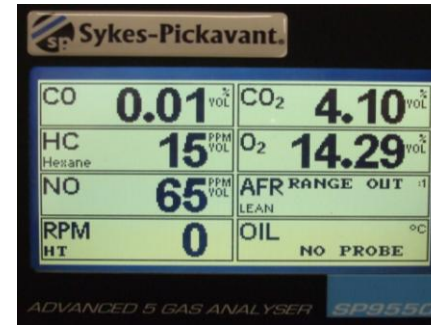 sp Sykes-Pickavant.
CO 0.01 % VOL CO2 4.10 % VOL
HC Hexane 15 PPM VOL O2 14.29 % VOL
NO 65 PPM VOL AFR LEAN RANGE OUT :1
RPM HT 0 OIL NO PROBE °C
ADVANCED 5 GAS ANALYSER SP9550